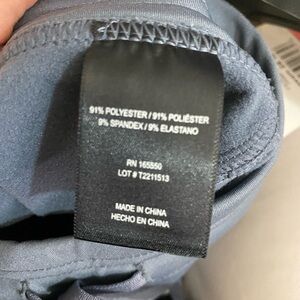 91% POLYESTER / 91% POLIÉSTER
9% SPANDEX / 9% ELASTANO
RN 165550
LOT # T2211513
MADE IN CHINA
HECHO EN CHINA